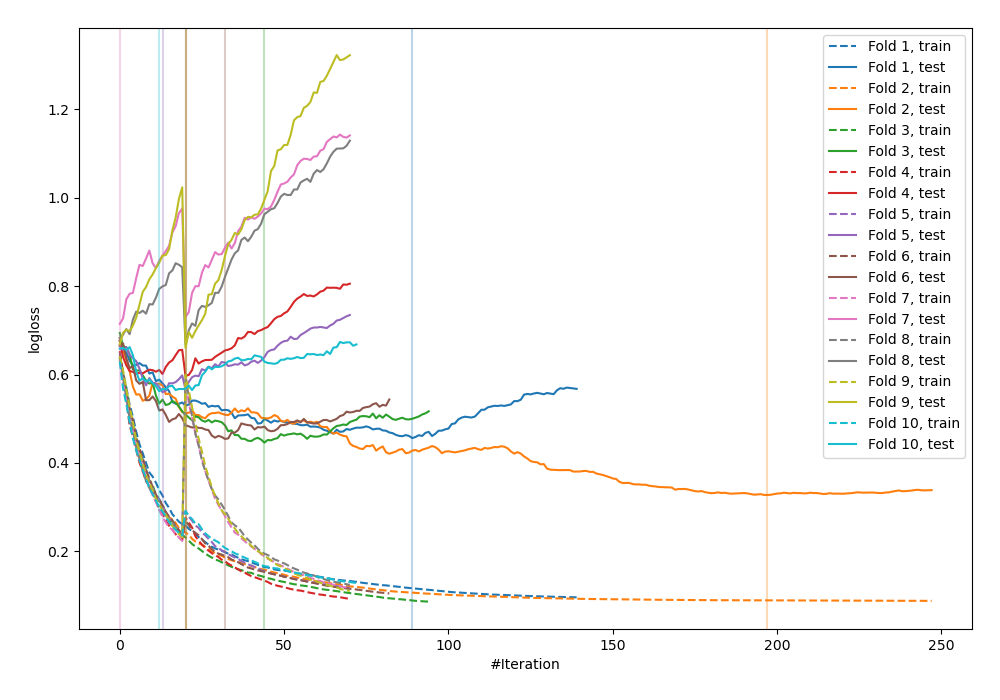 1.2
1.0
0.8
0.6
0.4
0.2
logloss
0
50
100
150
200
250
#Iteration
Fold 1, train
Fold 1, test
Fold 2, train
Fold 2, test
Fold 3, train
Fold 3, test
Fold 4, train
Fold 4, test
Fold 5, train
Fold 5, test
Fold 6, train
Fold 6, test
Fold 7, train
Fold 7, test
Fold 8, train
Fold 8, test
Fold 9, train
Fold 9, test
Fold 10, train
Fold 10, test